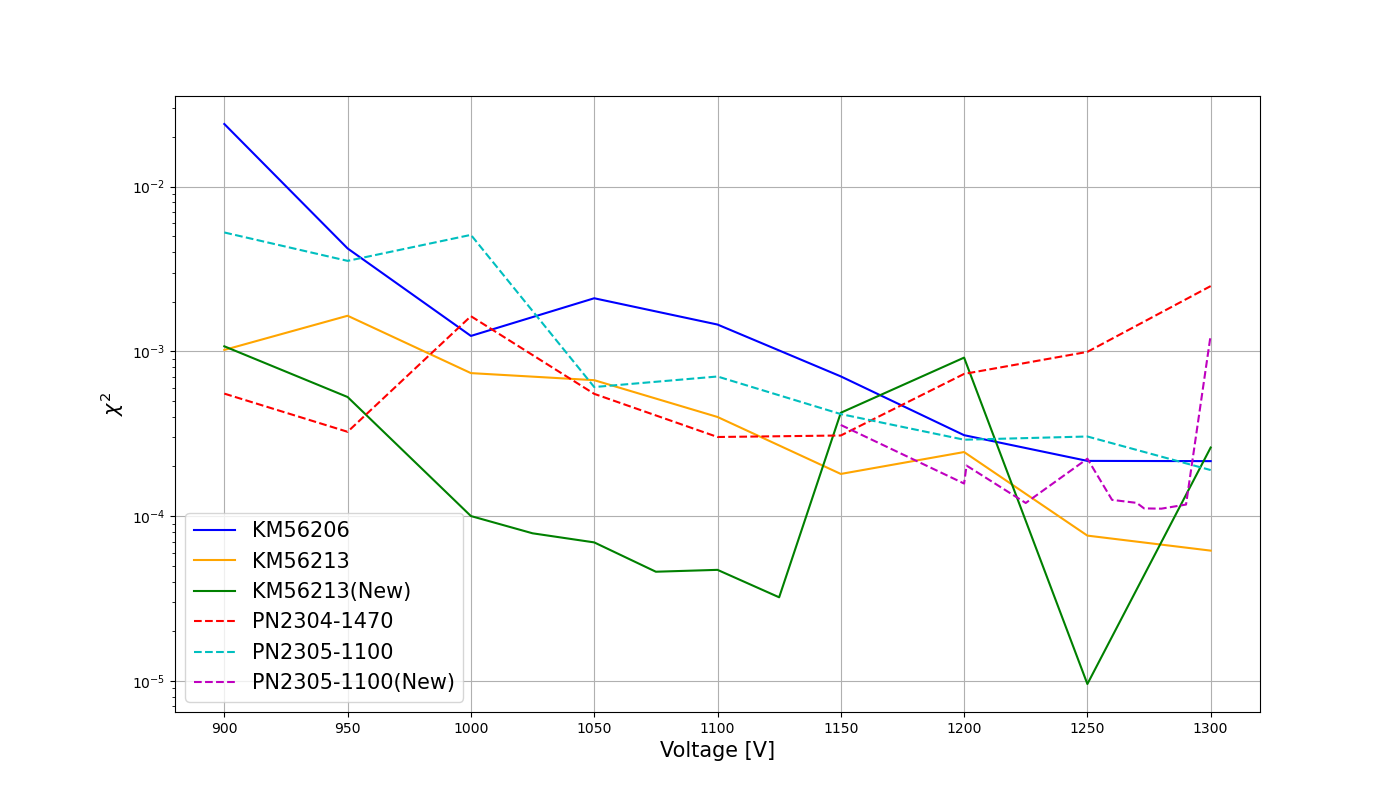 10⁻²
10⁻³
10⁻⁴
10⁻⁵
χ²
KM56206
KM56213
KM56213(New)
PN2304-1470
PN2305-1100
PN2305-1100(New)
900 950 1000 1050 1100 1150 1200 1250 1300
Voltage [V]